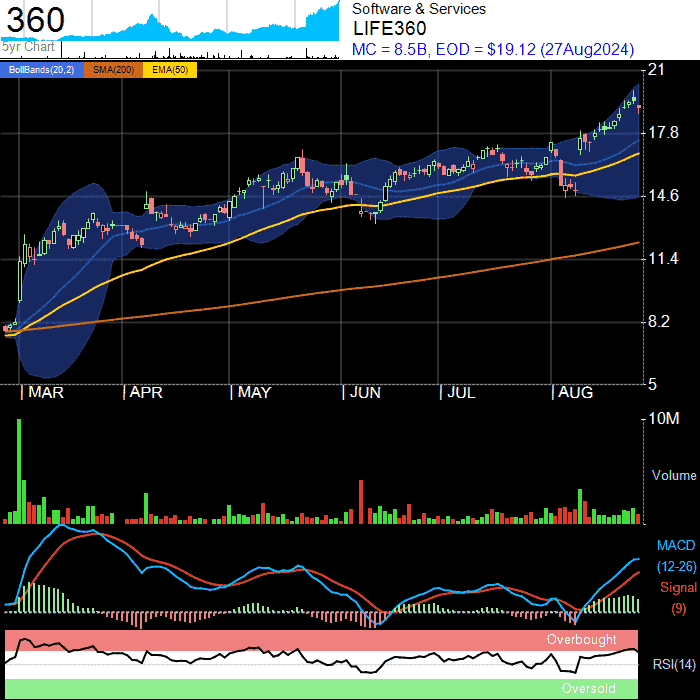 360
5yr Chart
Software & Services
LIFE360
MC = 8.5B, EOD = $19.12 (27Aug2024)
BollBands(20,2) SMA(200) EMA(50)
21
17.8
14.6
11.4
8.2
5
MAR APR MAY JUN JUL AUG
10M
Volume
MACD
(12-26)
Signal
(9)
Overbought
RSI(14)
Oversold